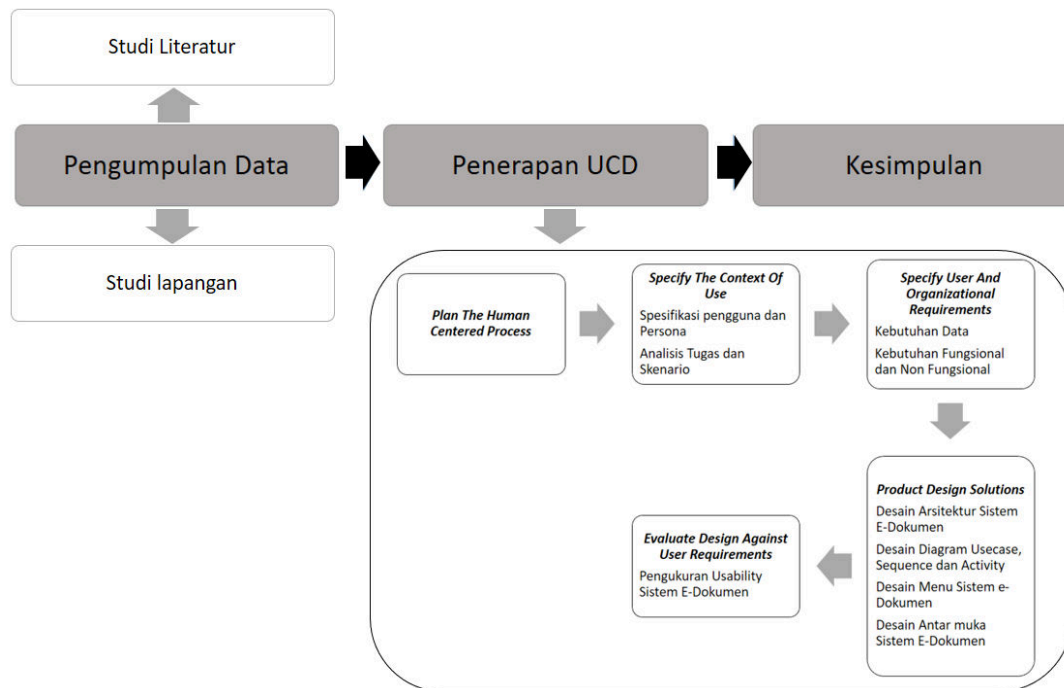 Studi Literatur
Pengumpulan Data
Penerapan UCD
Kesimpulan
Studi lapangan
Plan The Human
Centered Process
Specify The Context Of
Use
Spesifikasi pengguna dan
Persona
Analisis Tugas dan
Skenario
Specify User And
Organizational
Requirements
Kebutuhan Data
Kebutuhan Fungsional
dan Non Fungsional
Product Design Solutions
Desain Arsitektur Sistem
E-Dokumen
Desain Diagram Usecase,
Sequence dan Activity
Desain Menu Sistem e-
Dokumen
Desain Antar muka
Sistem E-Dokumen
Evaluate Design Against
User Requirements
Pengukuran Usability
Sistem E-Dokumen